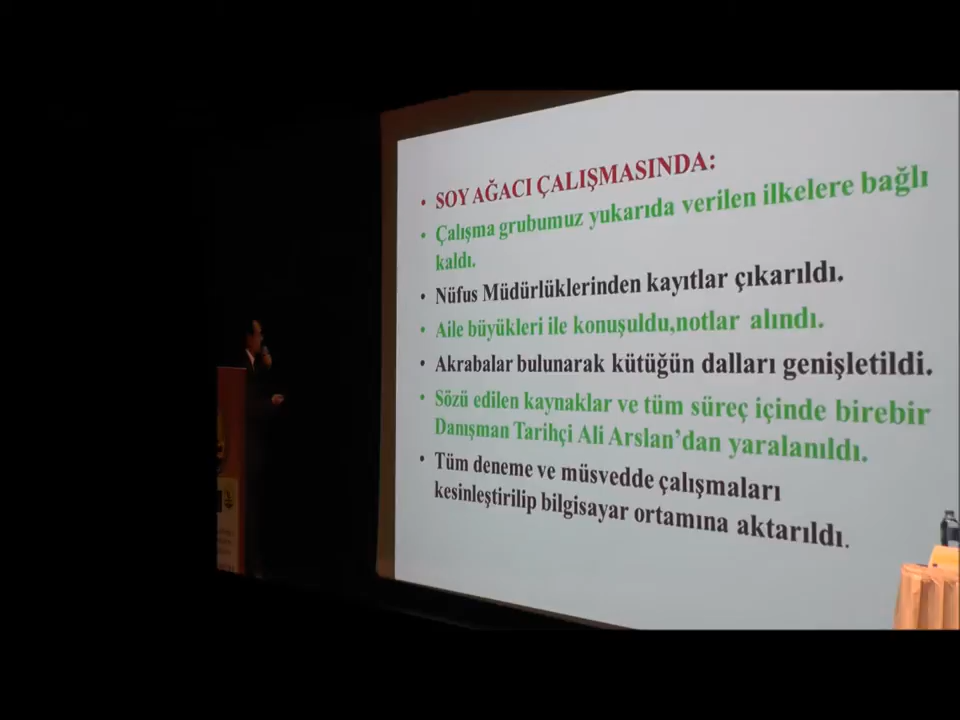 • SOY AĞACI ÇALIŞMASINDA:
• Çalışma grubumuz yukarıda verilen ilkelere bağlı
kaldı.
• Nüfus Müdürlüklerinden kayıtlar çıkarıldı.
• Aile büyükleri ile konuşuldu,notlar alındı.
• Akrabalar bulunarak kütüğün dalları genişletildi.
• Sözü edilen kaynaklar ve tüm süreç içinde birebir
Danışman Tarihçi Ali Arslan'dan yaralanıldı.
• Tüm deneme ve müsvedde çalışmaları
kesinleştirilip bilgisayar ortamına aktarıldı.